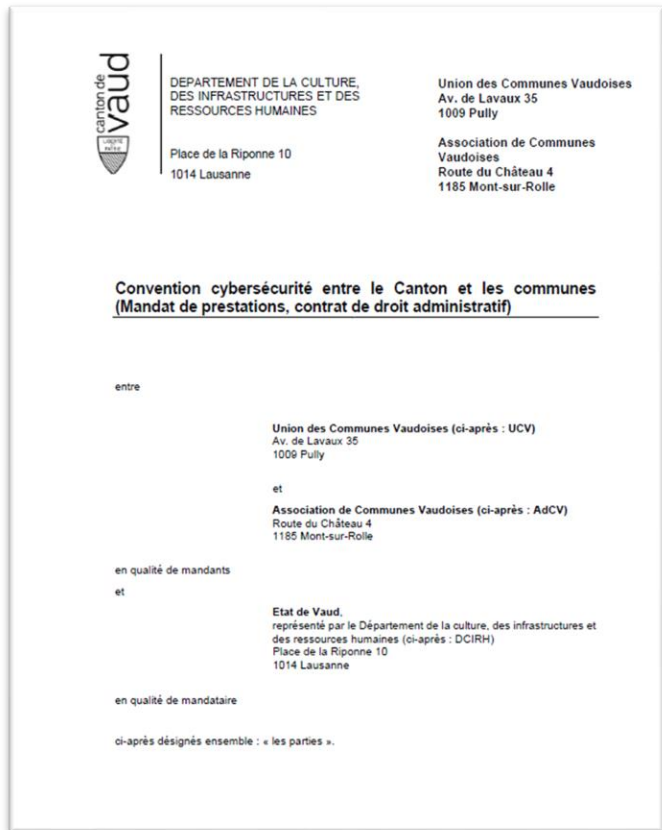 canton de
vaud
LIBERTÉ
ET
PATRIE
DEPARTEMENT DE LA CULTURE,
DES INFRASTRUCTURES ET DES
RESSOURCES HUMAINES
Place de la Riponne 10
1014 Lausanne
Union des Communes Vaudoises
Av. de Lavaux 35
1009 Pully
Association de Communes
Vaudoises
Route du Château 4
1185 Mont-sur-Rolle
Convention cybersécurité entre le Canton et les communes
(Mandat de prestations, contrat de droit administratif)
entre
Union des Communes Vaudoises (ci-après : UCV)
Av. de Lavaux 35
1009 Pully
et
Association de Communes Vaudoises (ci-après : AdCV)
Route du Château 4
1185 Mont-sur-Rolle
en qualité de mandants
et
Etat de Vaud,
représenté par le Département de la culture, des infrastructures et
des ressources humaines (ci-après : DCIRH)
Place de la Riponne 10
1014 Lausanne
en qualité de mandataire
ci-après désignés ensemble : « les parties ».